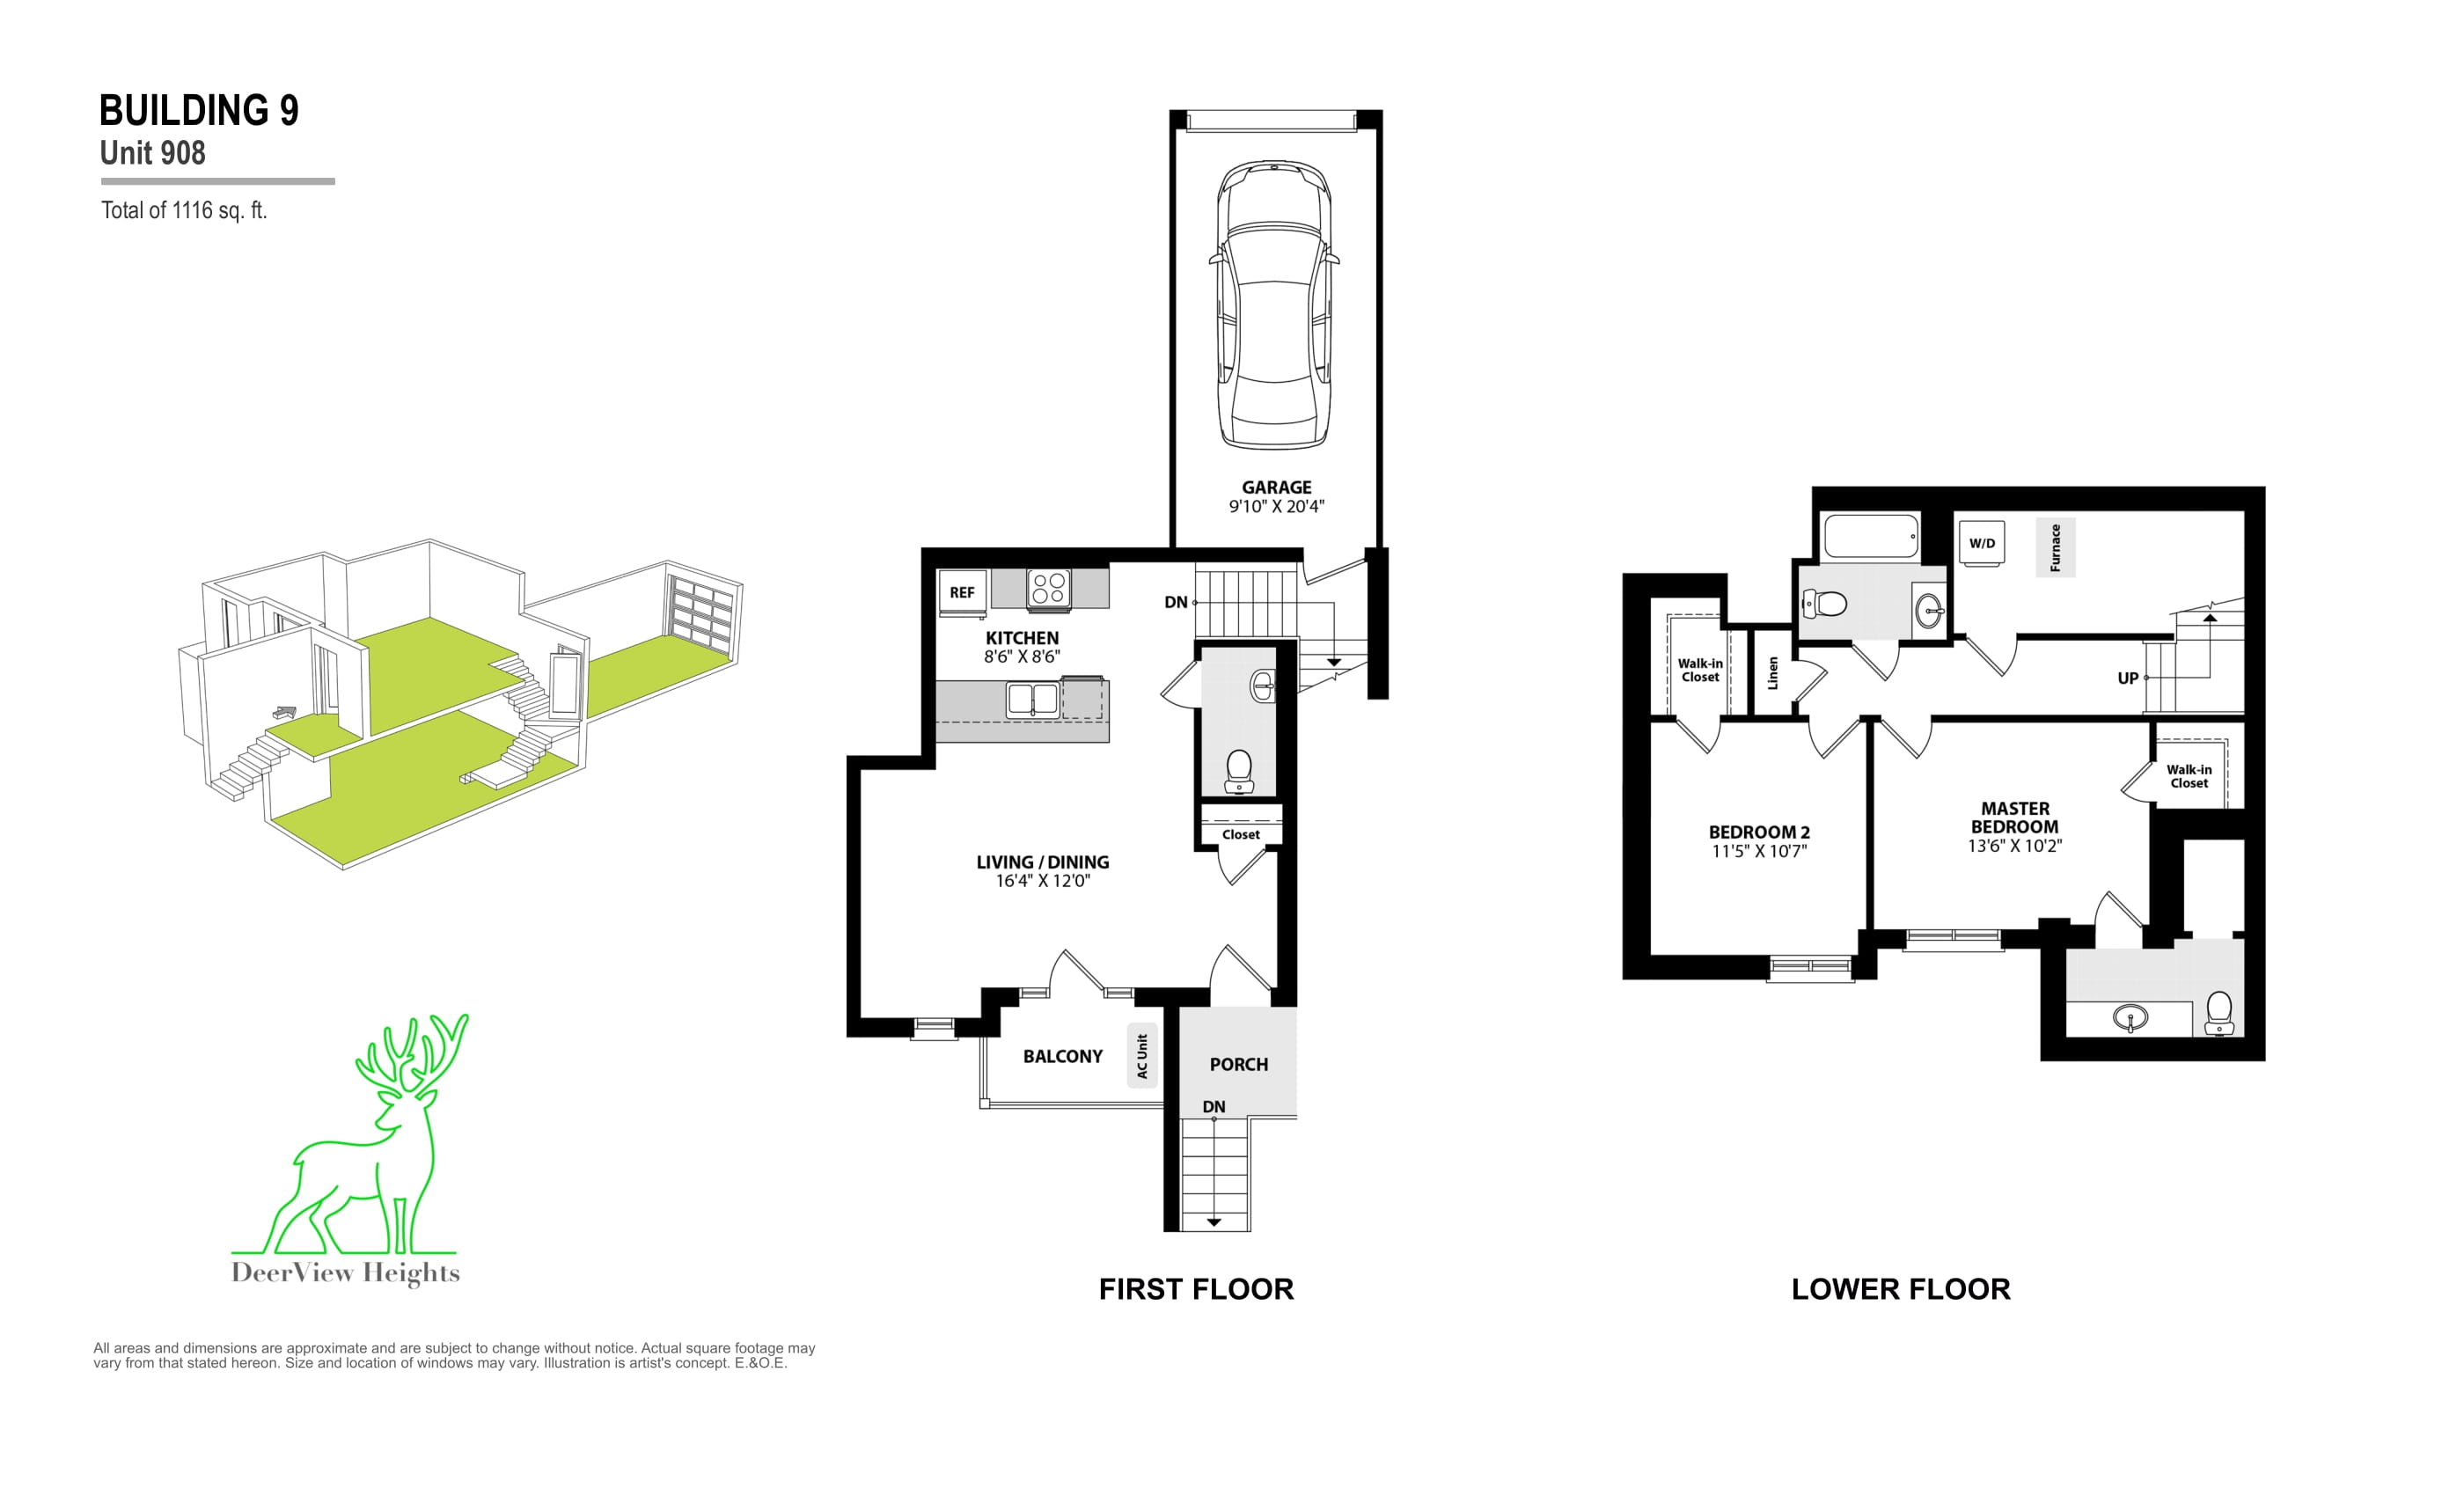 BUILDING 9
Unit 908
Total of 1116 sq. ft.
GARAGE
9'10" X 20'4"
REF
DN
KITCHEN
8'6" X 8'6"
Closet
LIVING / DINING
16'4" X 12'0"
BALCONY
AC Unit
PORCH
DN
FIRST FLOOR
W/D
Furnace
Walk-in
Closet
Linen
UP
Walk-in
Closet
BEDROOM 2
11'5" X 10'7"
MASTER
BEDROOM
13'6" X 10'2"
LOWER FLOOR
DeerView Heights
All areas and dimensions are approximate and are subject to change without notice. Actual square footage may
vary from that stated hereon. Size and location of windows may vary. Illustration is artist's concept. E.&O.E.